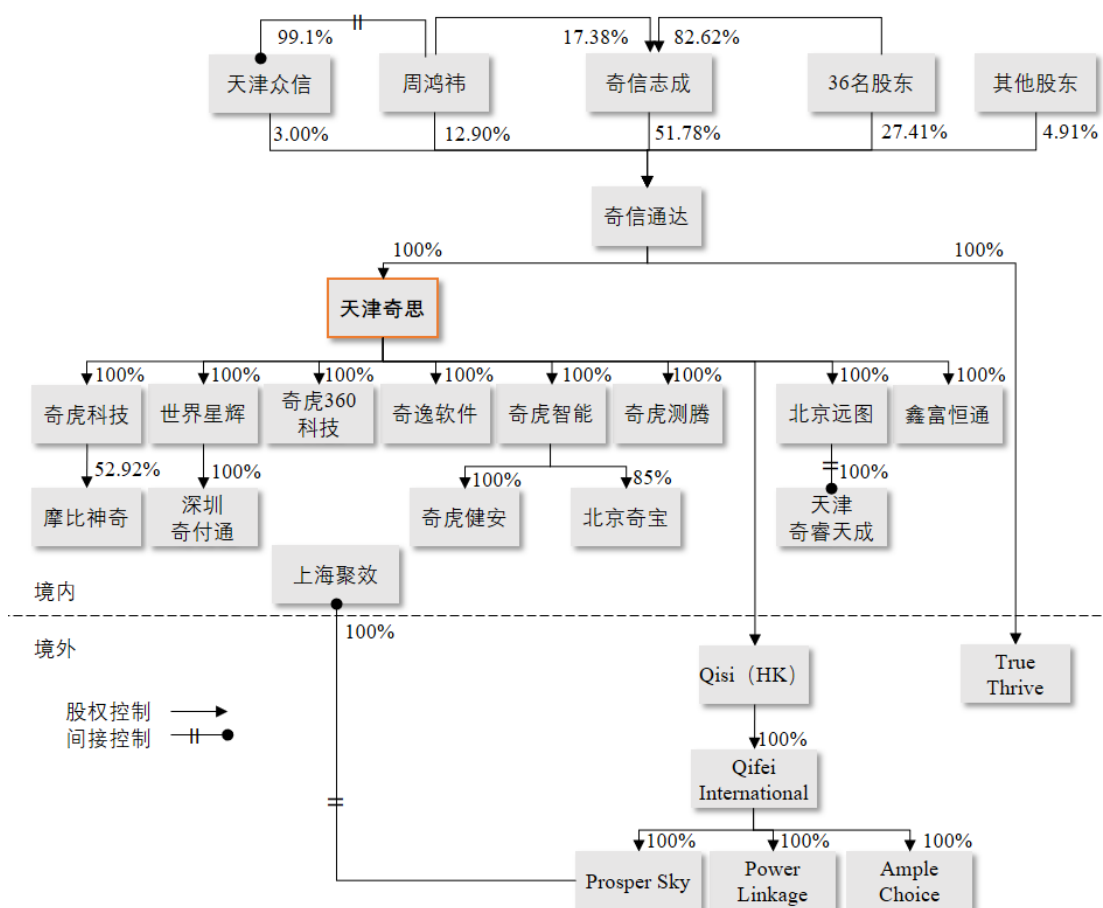 99.1%
17.38%
82.62%
天津众信
周鸿祎
奇信志成
36名股东
其他股东
3.00%
12.90%
51.78%
27.41%
4.91%
奇信通达
100%
100%
天津奇思
100%
100%
100%
100%
100%
100%
100%
100%
奇虎科技
世界星辉
奇虎360
科技
奇逸软件
奇虎智能
奇虎测腾
北京远图
鑫富恒通
52.92%
100%
100%
85%
100%
摩比神奇
深圳
奇付通
奇虎健安
北京奇宝
天津
奇睿天成
上海聚效
境内
100%
境外
Qisi（HK）
True
Thrive
股权控制
间接控制
100%
Qifei
International
100%
100%
100%
Prosper Sky
Power
Linkage
Ample
Choice